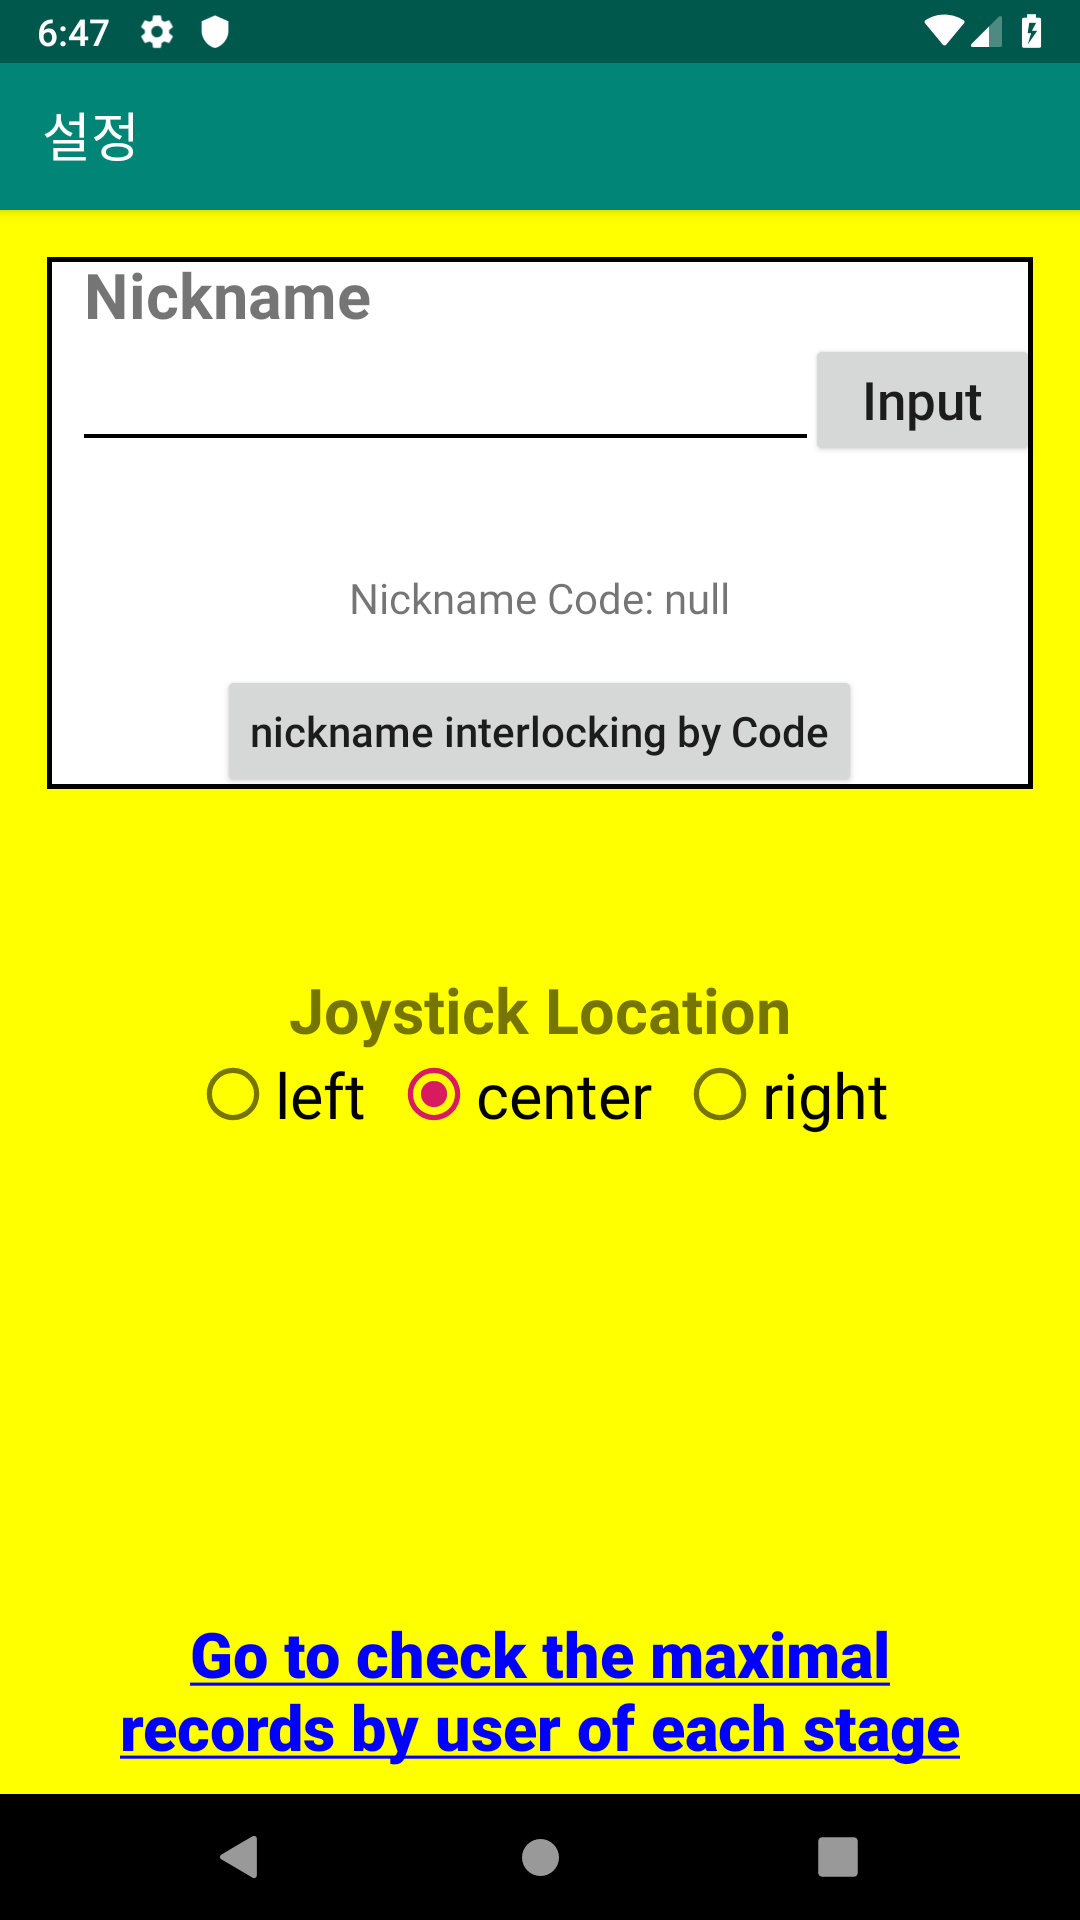 6:47
설정
Nickname
Input
Nickname Code: null
nickname interlocking by Code
Joystick Location
left center right
Go to check the maximal
records by user of each stage